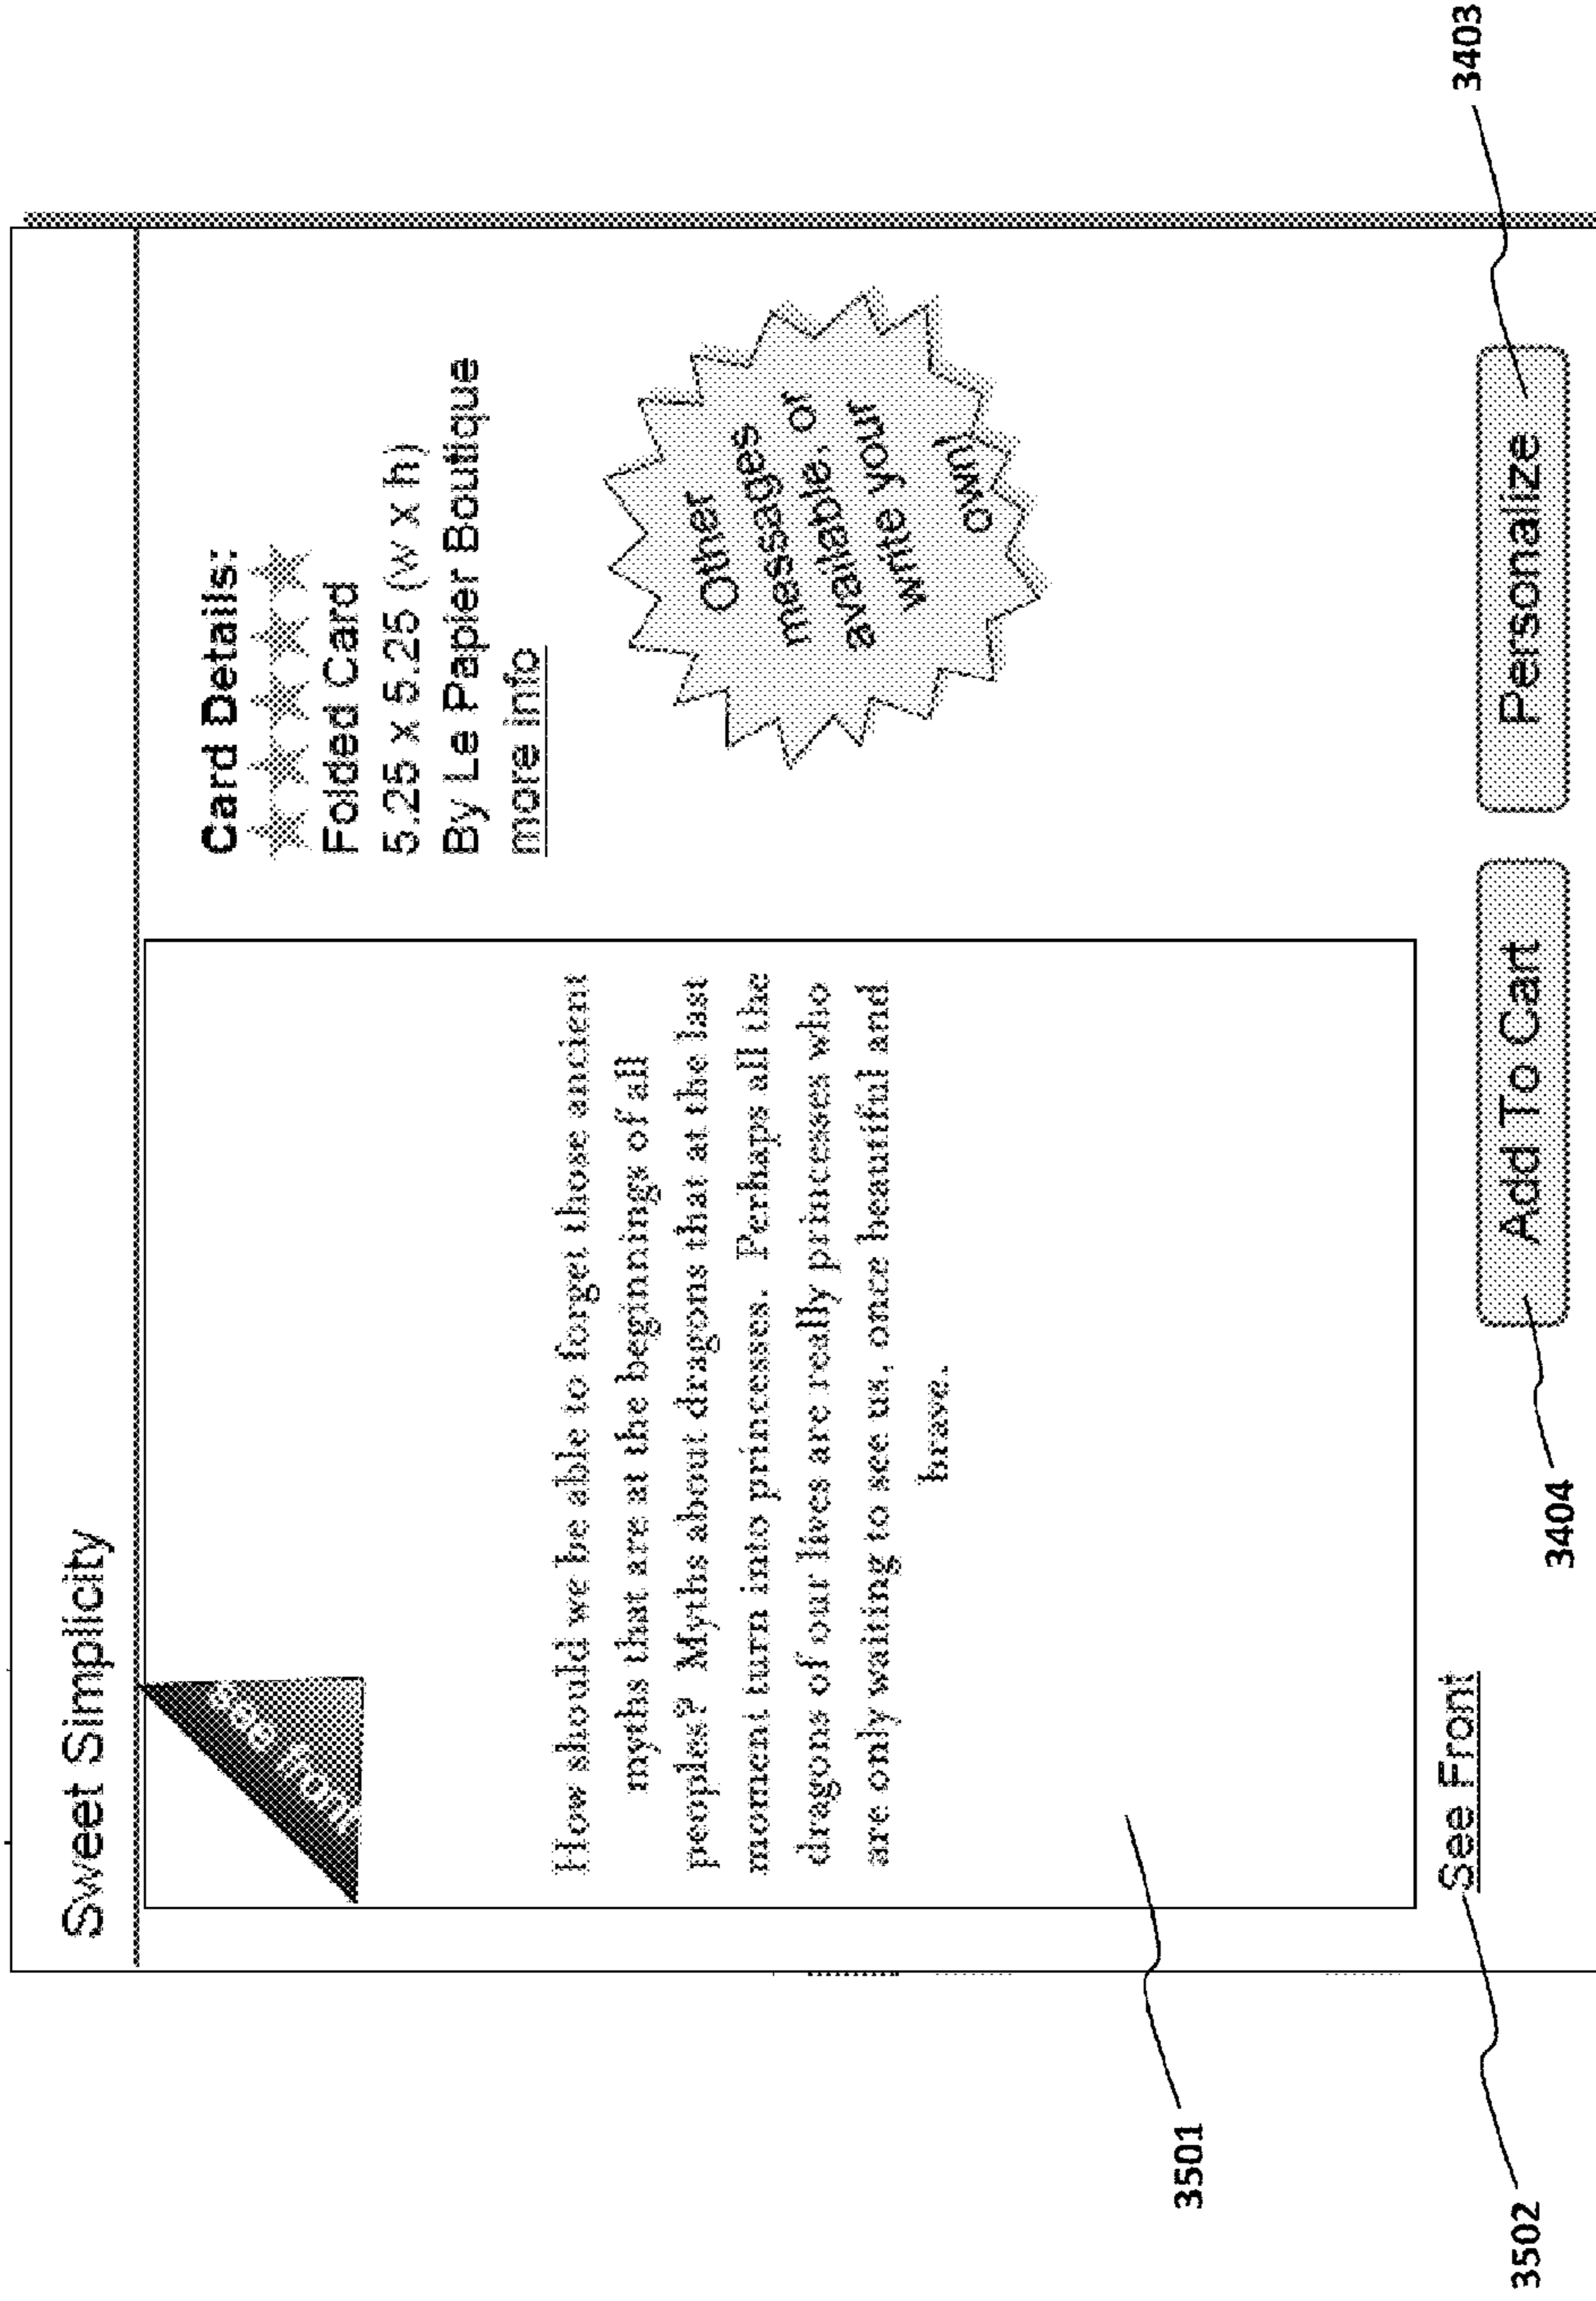 Sweet Simplicity
See front
How should we be able to forget those ancient
myths that are at the beginnings of all
peoples? Myths about dragons that at the last
moment turn into princesses. Perhaps all the
dragons of our lives are really princesses who
are only waiting to see us, once beautiful and
brave.
Card Details:
Folded Card
5.25 x 5.25 (w x h)
By Le Papier Boutique
more info
Other
messages
available, or
write your
own!
See Front
Add To Cart
Personalize
3501
3502
3404
3403